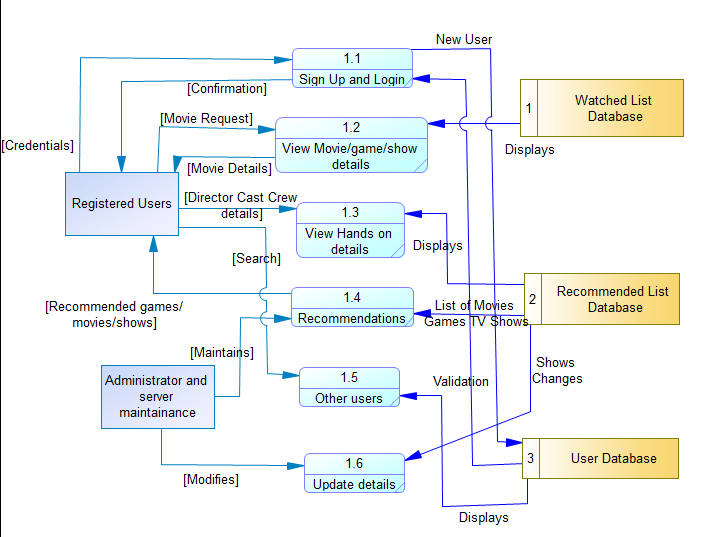 New User
1.1
Sign Up and Login
[Confirmation]
[Credentials]
[Movie Request]
1
Watched List
Database
1.2
View Movie/game/show
details
Displays
[Movie Details]
Registered Users
[Director Cast Crew
details]
1.3
View Hands on
details
Displays
[Search]
2
Recommended List
Database
1.4
Recommendations
List of Movies
Games TV Shows
[Recommended games/
movies/shows]
[Maintains]
Shows
Changes
Administrator and
server
maintainance
1.5
Other users
Validation
3
User Database
1.6
Update details
[Modifies]
Displays